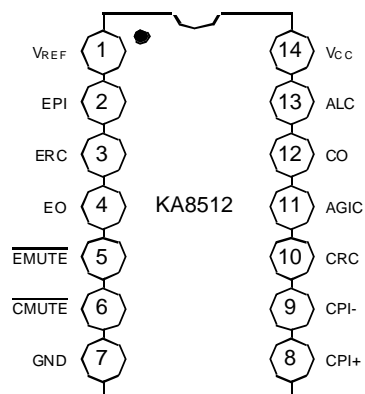 VREF 1 14 VCC
EPI 2 13 ALC
ERC 3 12 CO
EO 4 KA8512 11 AGIC
EMUTE 5 10 CRC
CMUTE 6 9 CPI-
GND 7 8 CPI+